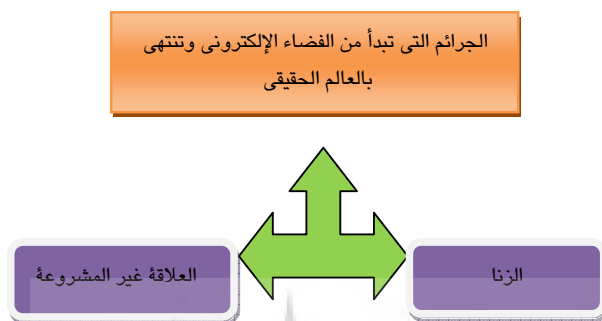 الجرائم التى تبدأ من الفضاء الإلكترونى وتنتهى
بالعالم الحقيقى
الزنا
العلاقة غير المشروعة